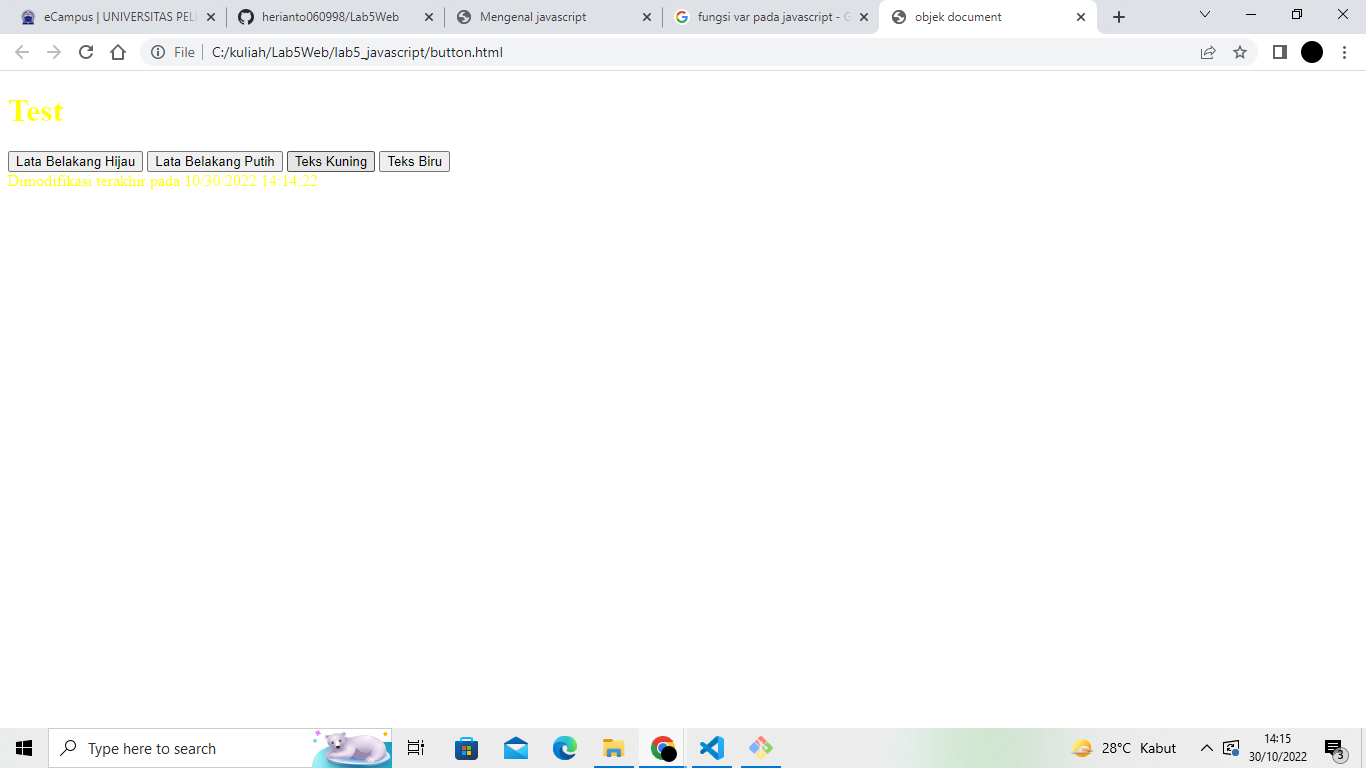 eCampus | UNIVERSITAS PELI
herianto060998/Lab5Web
Mengenal javascript
fungsi var pada javascript - G
objek document
File
C:/kuliah/Lab5Web/lab5_javascript/button.html
Test
Lata Belakang Hijau
Lata Belakang Putih
Teks Kuning
Teks Biru
Dimodhfikasi terakhir pada 10/30/2022 14:14:22
Type here to search
28°C Kabut
14:15
30/10/2022
3